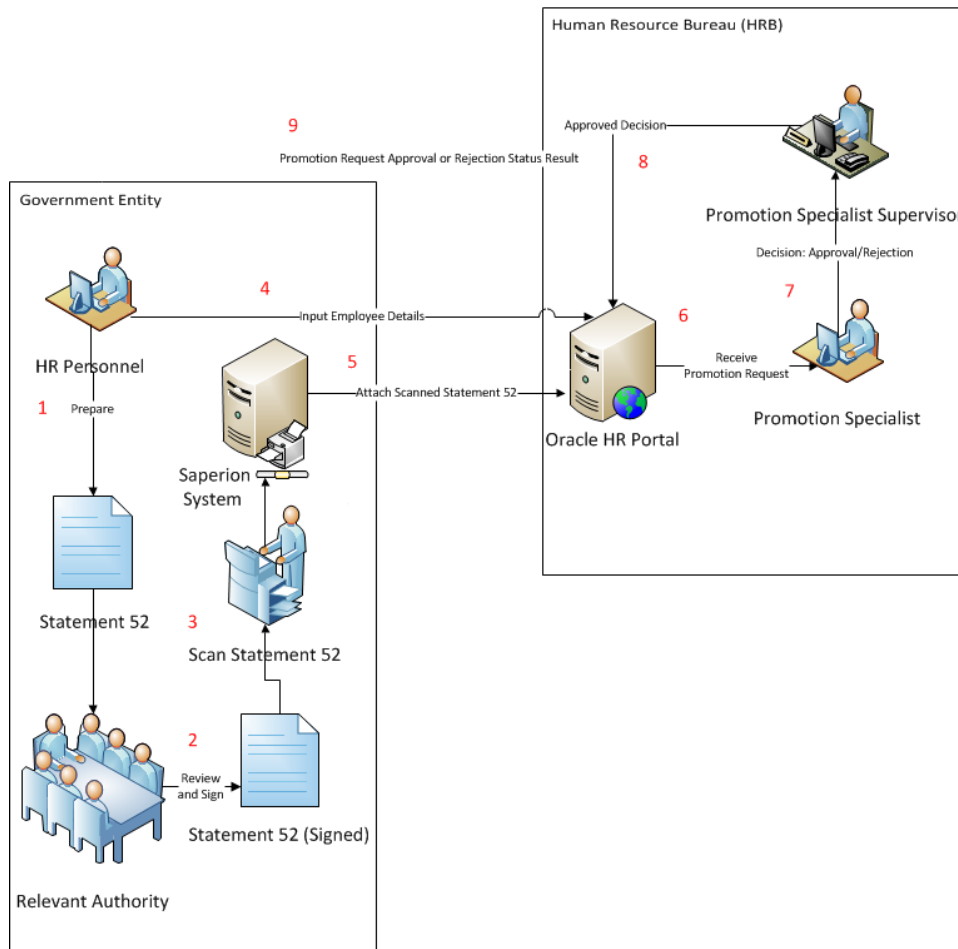 Human Resource Bureau (HRB)
9
Approved Decision
Promotion Request Approval or Rejection Status Result
8
Government Entity
Promotion Specialist Supervisor
Decision: Approval/Rejection
4
7
6
Input Employee Details
HR Personnel
5
Receive
Promotion Request
1
Prepare
Attach Scanned Statement 52
Oracle HR Portal
Promotion Specialist
Saperion
System
Statement 52
3
Scan Statement 52
2
Review
and Sign
Statement 52 (Signed)
Relevant Authority